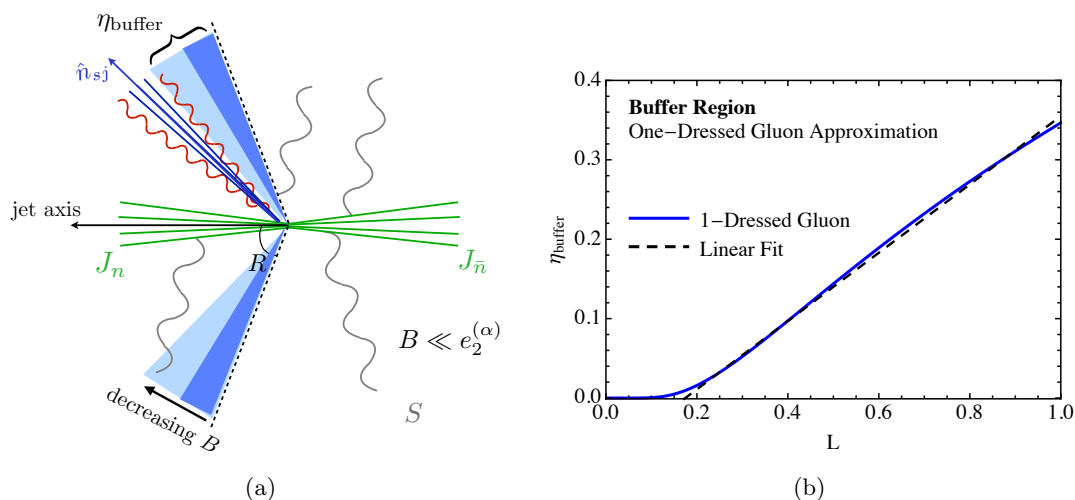 η_buffer
n̂_sj
jet axis
J_n
R
J_n̄
B ≪ e_2^(α)
decreasing B
S
(a)
Buffer Region
One-Dressed Gluon Approximation
1-Dressed Gluon
Linear Fit
η_buffer
0.4
0.3
0.2
0.1
0.0
0.0 0.2 0.4 0.6 0.8 1.0
L
(b)